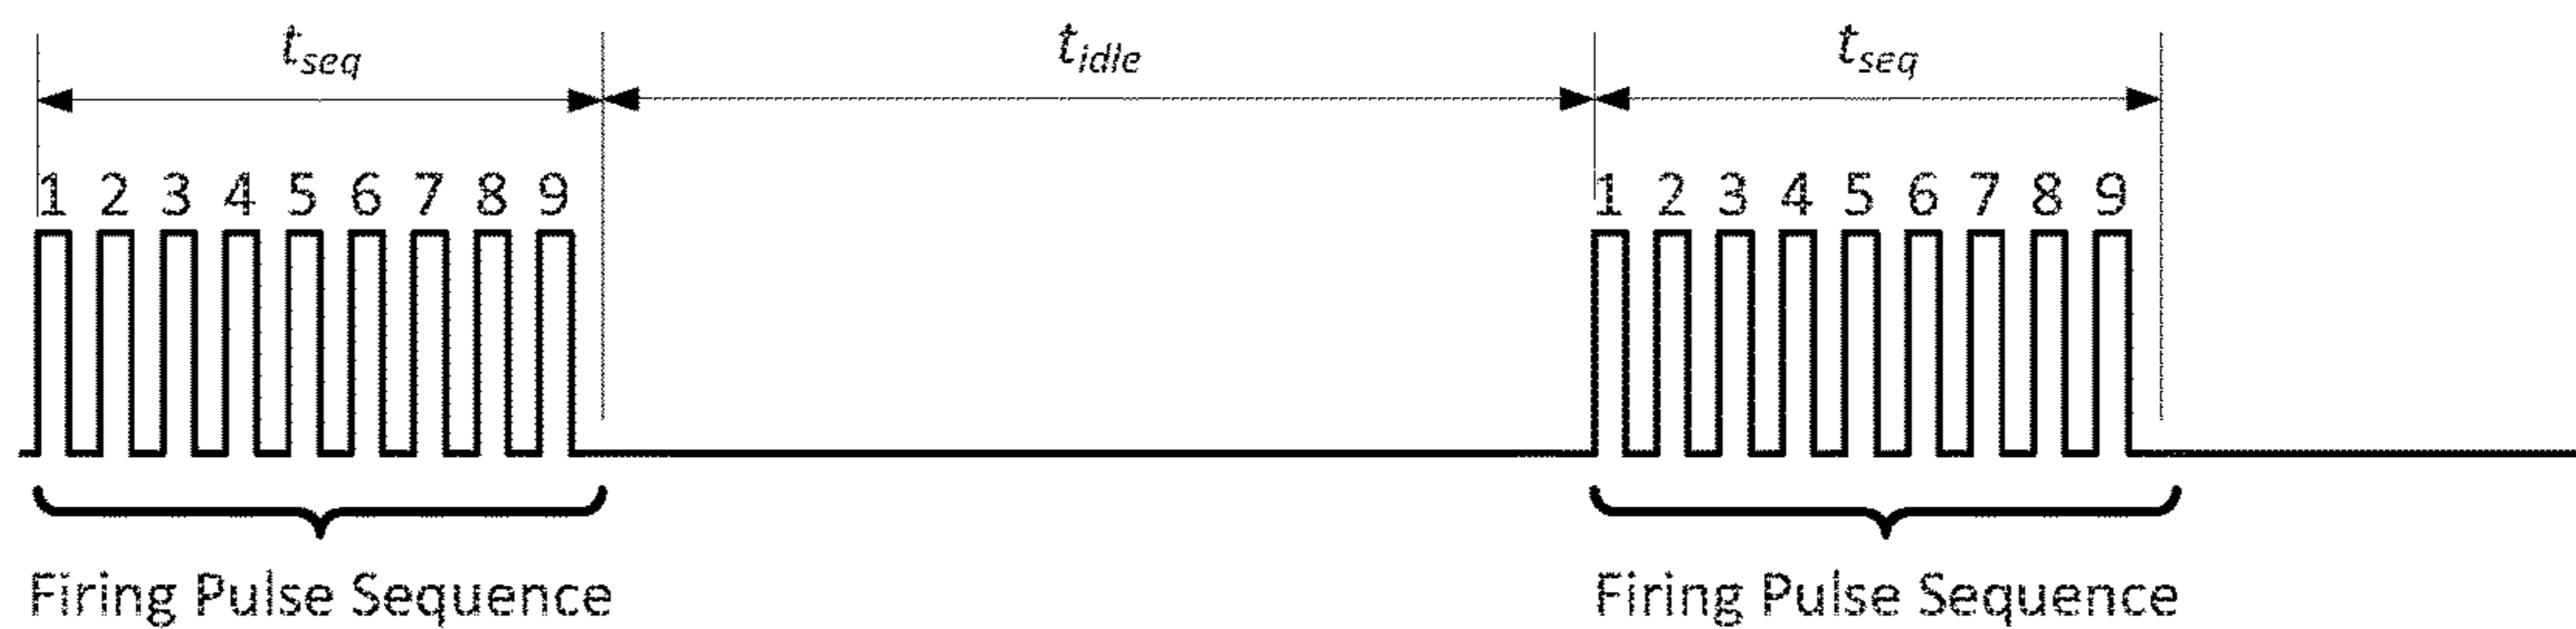 t_seq t_idle t_seq
1 2 3 4 5 6 7 8 9 1 2 3 4 5 6 7 8 9
Firing Pulse Sequence Firing Pulse Sequence